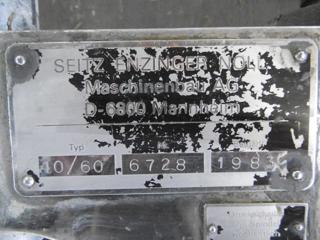 SEITZ ENZINGER NOLL
Maschinenbau AG
D-6800 Mannheim
Typ
40/60 6728 1983